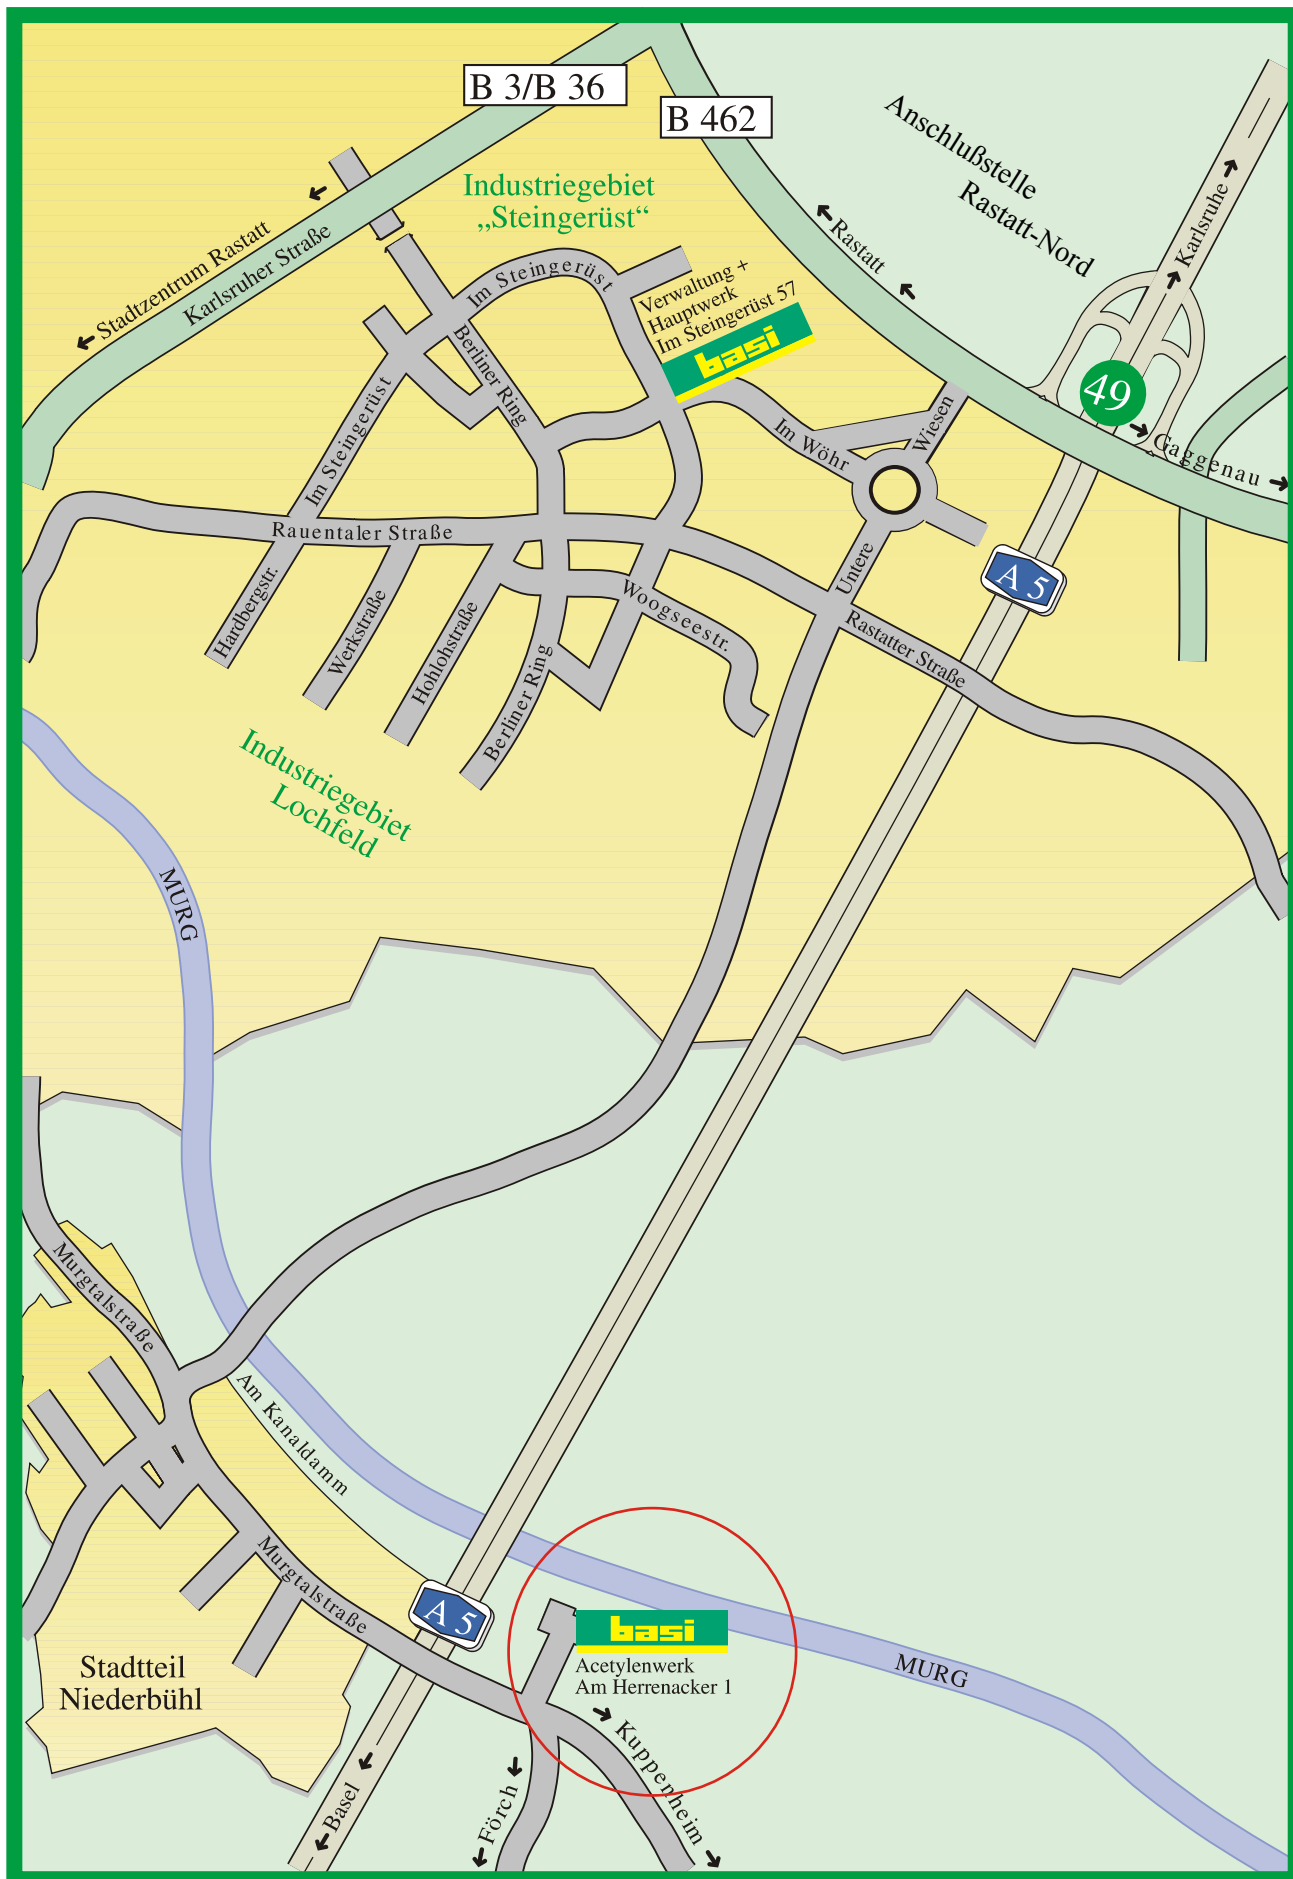 B 3/B 36
B 462
Anschlußstelle
Rastatt-Nord
Industriegebiet
„Steingerüst“
Stadtzentrum Rastatt
Karlsruher Straße
Rastatt
Karlsruhe
Im Steingerüst
Verwaltung +
Hauptwerk
Im Steingerüst 57
basi
Berliner Ring
Im Steingerüst
49
Gaggenau
Im Wöhr
Wiesen
Rauentaler Straße
Untere
A 5
Hardbergstr.
Werkstraße
Hohlohstraße
Woogseestr.
Rastatter Straße
Berliner Ring
Industriegebiet
Lochfeld
MURG
Murgtalstraße
Am Kanaldamm
Murgtalstraße
A 5
basi
Acetylenwerk
Am Herrenacker 1
MURG
Stadtteil
Niederbühl
Kuppenheim
Förch
Basel